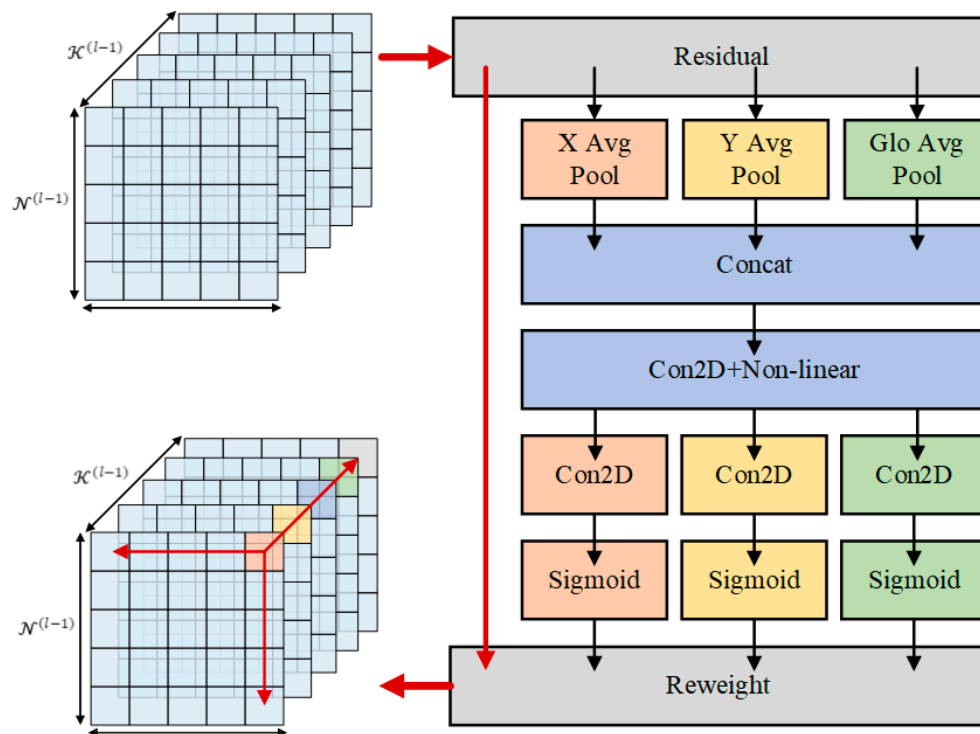 𝒦^(l−1)
𝒩^(l−1)
Residual
X Avg
Pool
Y Avg
Pool
Glo Avg
Pool
Concat
Con2D+Non-linear
Con2D
Con2D
Con2D
Sigmoid
Sigmoid
Sigmoid
Reweight
𝒦^(l−1)
𝒩^(l−1)